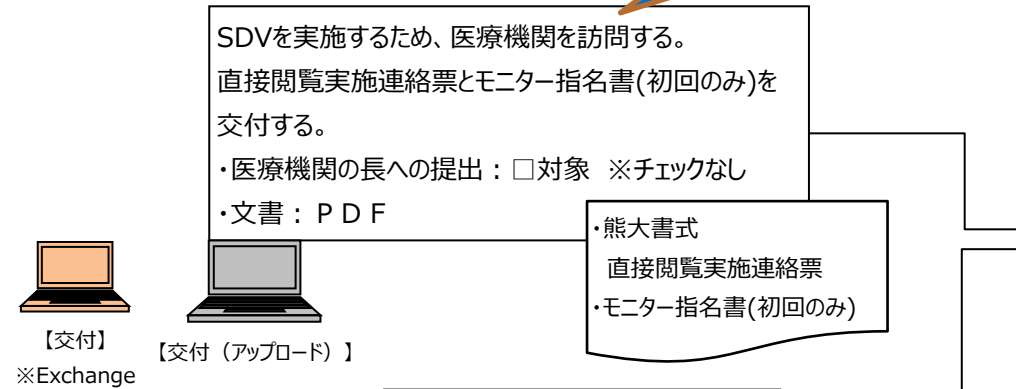 SDVを実施するため、医療機関を訪問する。
直接閲覧実施連絡票とモニター指名書(初回のみ)を
交付する。
・医療機関の長への提出：□対象 ※チェックなし
・文書：ＰＤＦ
・熊大書式
直接閲覧実施連絡票
・モニター指名書(初回のみ)
【交付】
※Exchange
【交付（アップロード）】